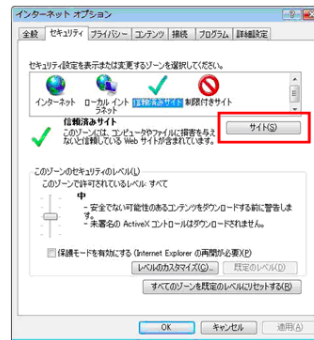 インターネット オプション
全般 セキュリティ プライバシー コンテンツ 接続 プログラム 詳細設定
セキュリティ設定を表示または変更するゾーンを選択してください。
インターネット ローカル イントラネット 信頼済みサイト 制限付きサイト
信頼済みサイト
このゾーンには、コンピュータやファイルに損害を与え
ないと信頼している Web サイトが含まれています。
サイト(S)
このゾーンのセキュリティのレベル(L)
このゾーンで許可されているレベル: すべて
中
- 安全でない可能性のあるコンテンツをダウンロードする前に警告しま
す。
- 未署名の ActiveX コントロールはダウンロードされません。
保護モードを有効にする (Internet Explorer の再開が必要)(P)
レベルのカスタマイズ(C)... 既定のレベル(D)
すべてのゾーンを既定のレベルにリセットする(R)
OK キャンセル 適用(A)